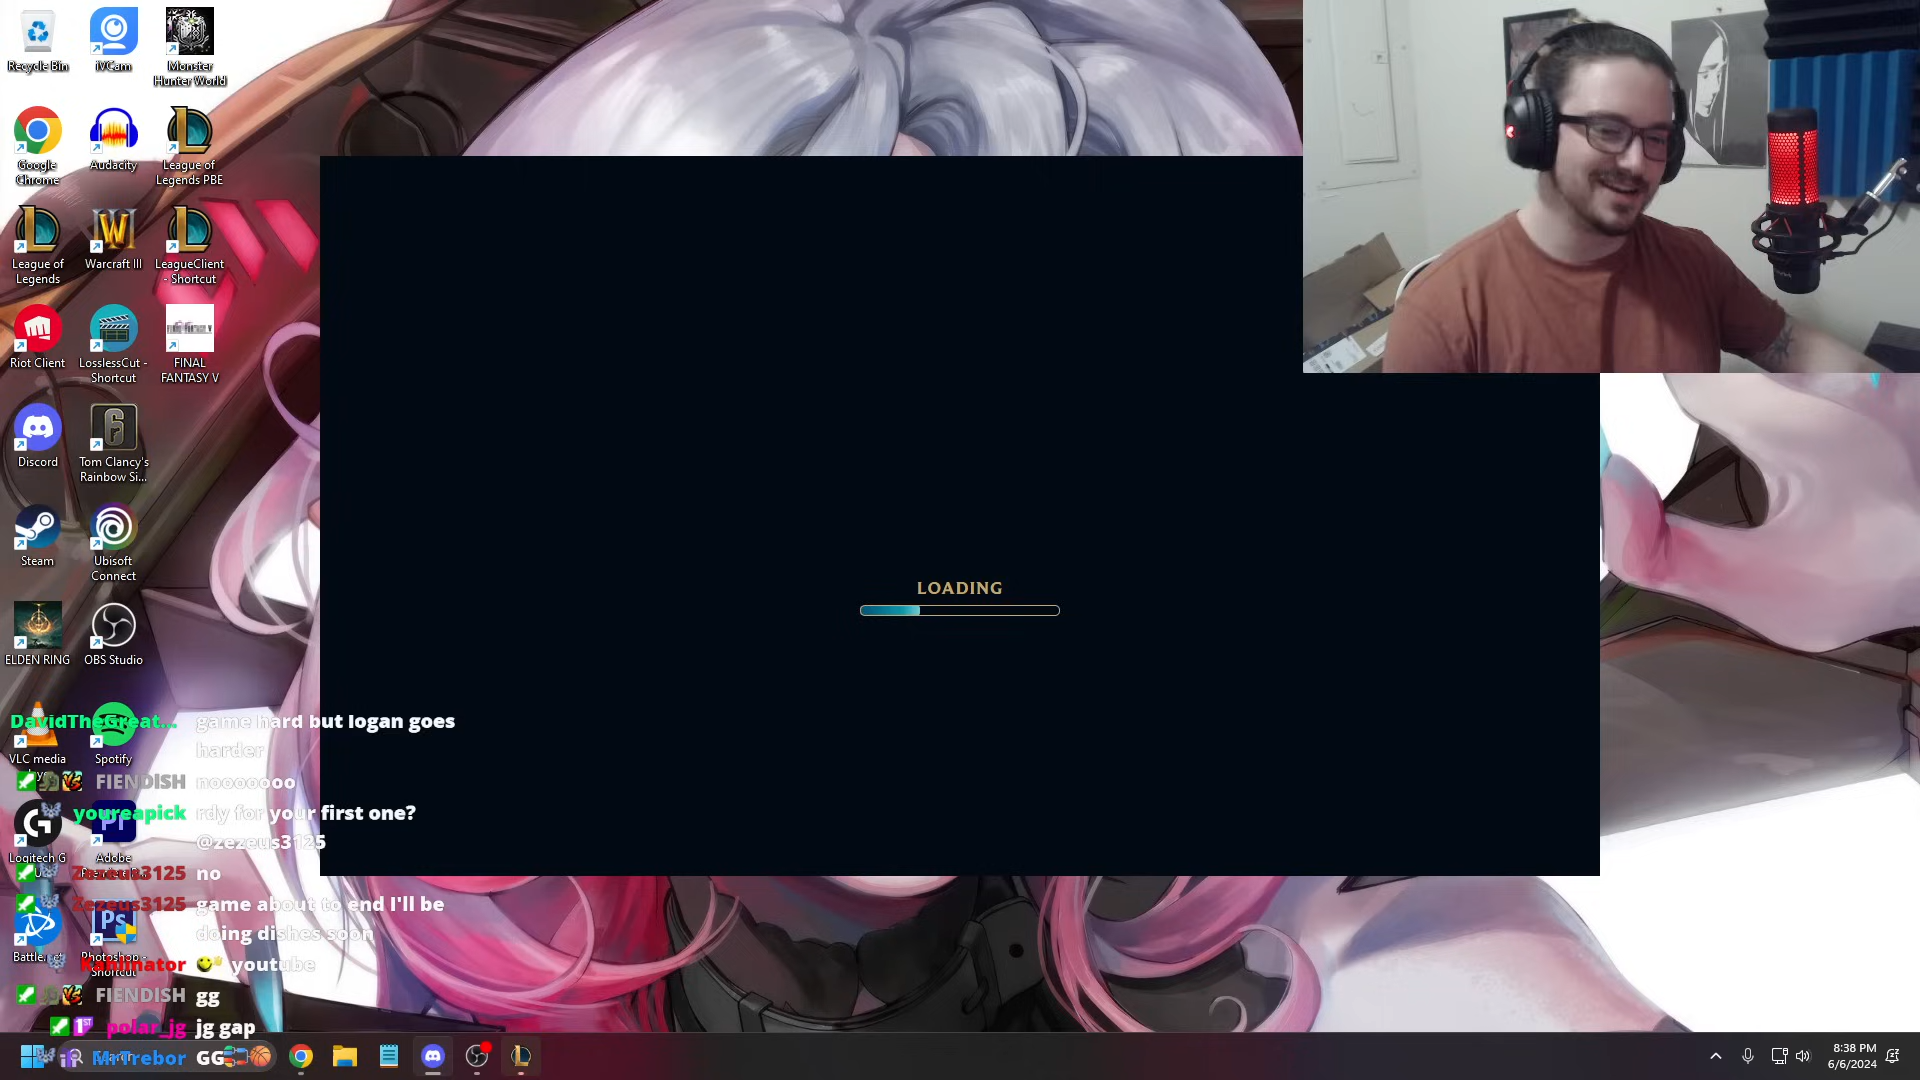 Recycle Bin
iVCam
Monster
Hunter World
Google
Chrome
Audacity
League of
Legends PBE
League of
Legends
Warcraft III
LeagueClient
- Shortcut
Riot Client
LosslessCut -
Shortcut
FINAL
FANTASY V
Discord
Tom Clancy's
Rainbow Si...
Steam
Ubisoft
Connect
ELDEN RING
OBS Studio
VLC media
Spotify
Logitech G
Adobe
Photoshop -
Shortcut
LOADING
DavidTheGreat... game hard but logan goes
harder
FIENDISH nooooooo
youreapick rdy for your first one?
@zezeus3125
Zezeus3125 no
Zezeus3125 game about to end I'll be
doing dishes soon
youtube
FIENDISH gg
polar_jg jg gap
MrTrebor GG
8:38 PM
6/6/2024